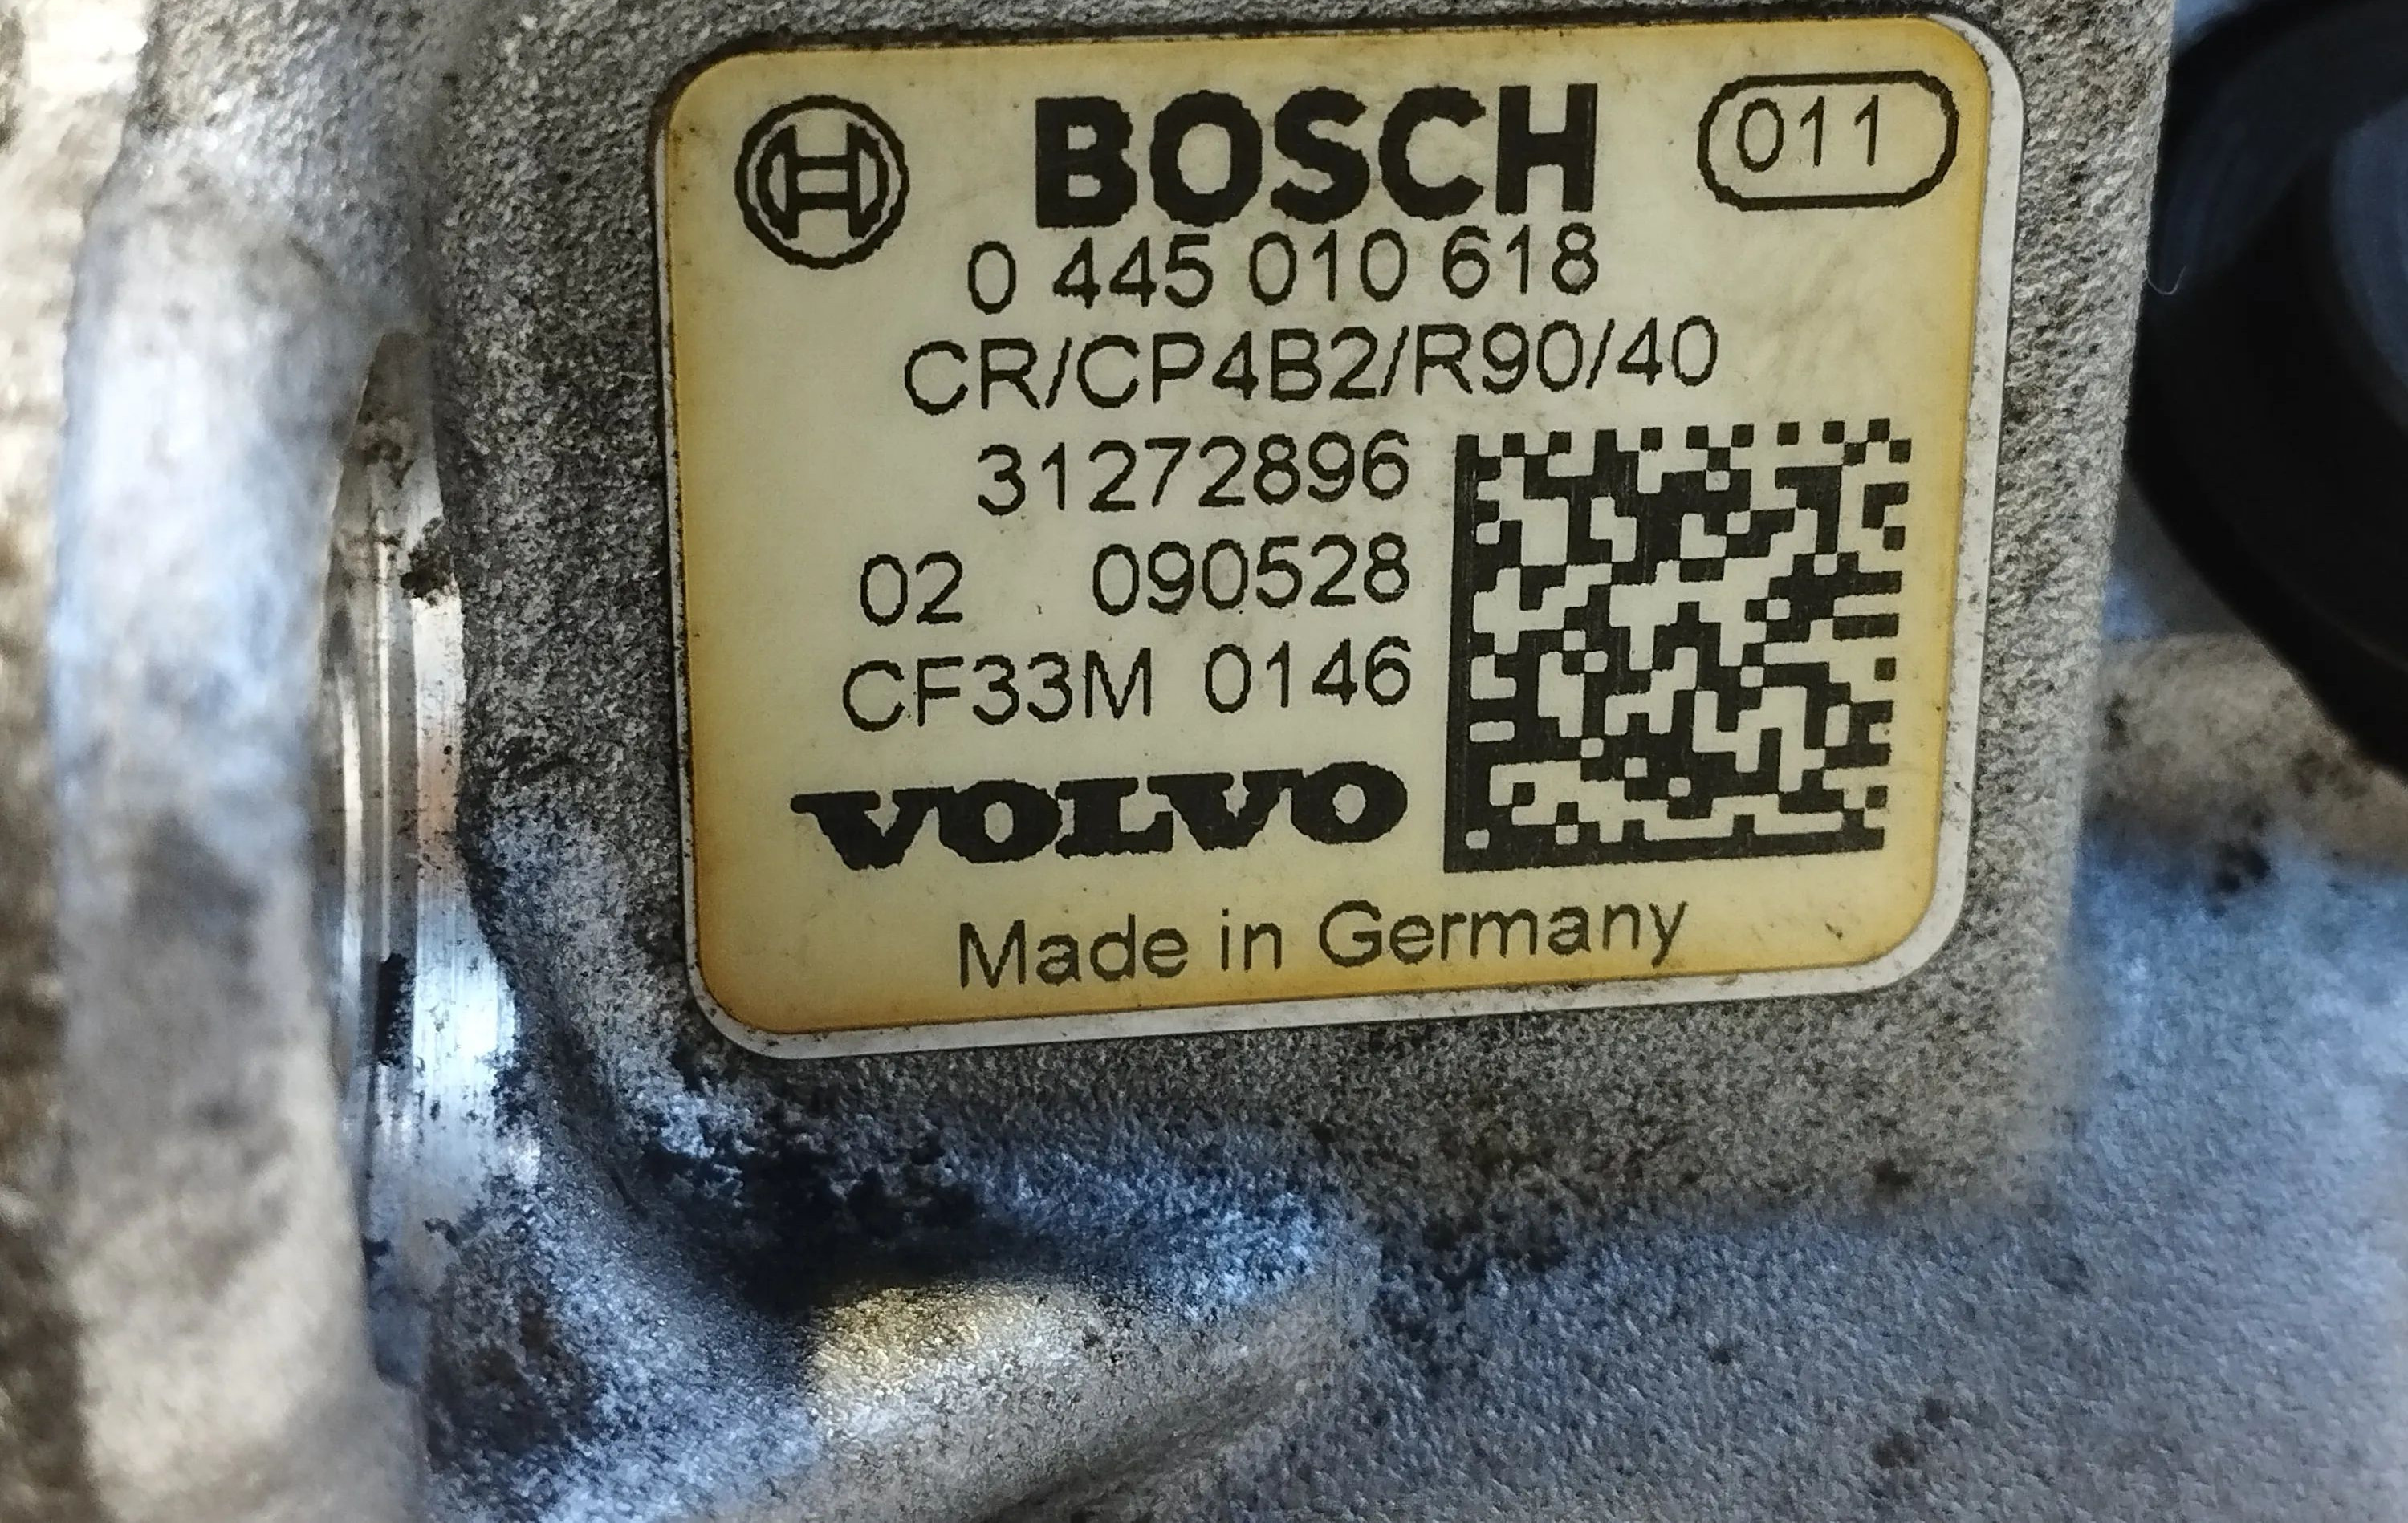 BOSCH 011
0 445 010 618
CR/CP4B2/R90/40
31272896
02 090528
CF33M 0146
VOLVO
Made in Germany